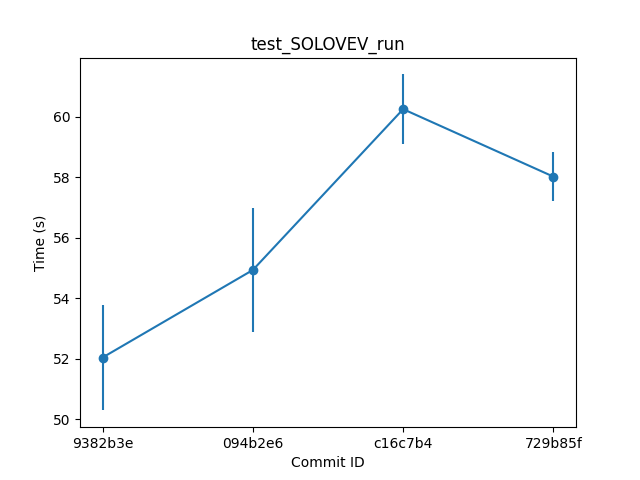 test_SOLOVEV_run
Time (s)
60
58
56
54
52
50
9382b3e
094b2e6
c16c7b4
729b85f
Commit ID